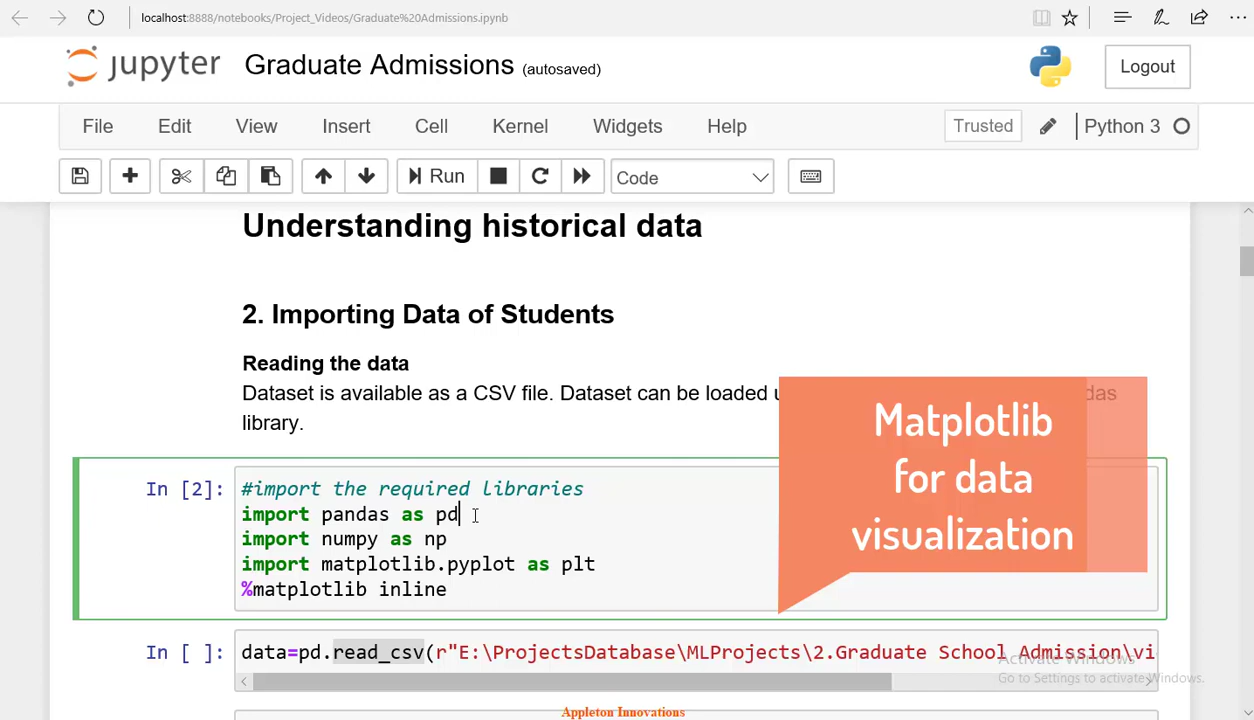 localhost:8888/notebooks/Project_Videos/Graduate%20Admissions.ipynb
jupyter Graduate Admissions (autosaved) Logout
File Edit View Insert Cell Kernel Widgets Help Trusted Python 3
Run Code
Understanding historical data
2. Importing Data of Students
Reading the data
Dataset is available as a CSV file. Dataset can be loaded
library.
Matplotlib
for data
visualization
In [2]: #import the required libraries
import pandas as pd
import numpy as np
import matplotlib.pyplot as plt
%matplotlib inline
In [ ]: data=pd.read_csv(r"E:\ProjectsDatabase\MLProjects\2.Graduate School Admission\vi
Activate Windows
Go to Settings to activate Windows.
Appleton Innovations